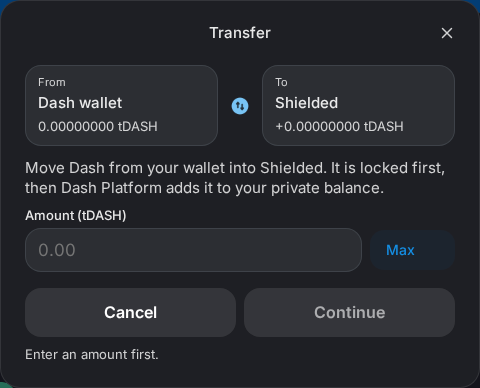 Transfer
From
Dash wallet
0.00000000 tDASH
To
Shielded
+0.00000000 tDASH
Move Dash from your wallet into Shielded. It is locked first,
then Dash Platform adds it to your private balance.
Amount (tDASH)
0.00
Max
Cancel
Continue
Enter an amount first.